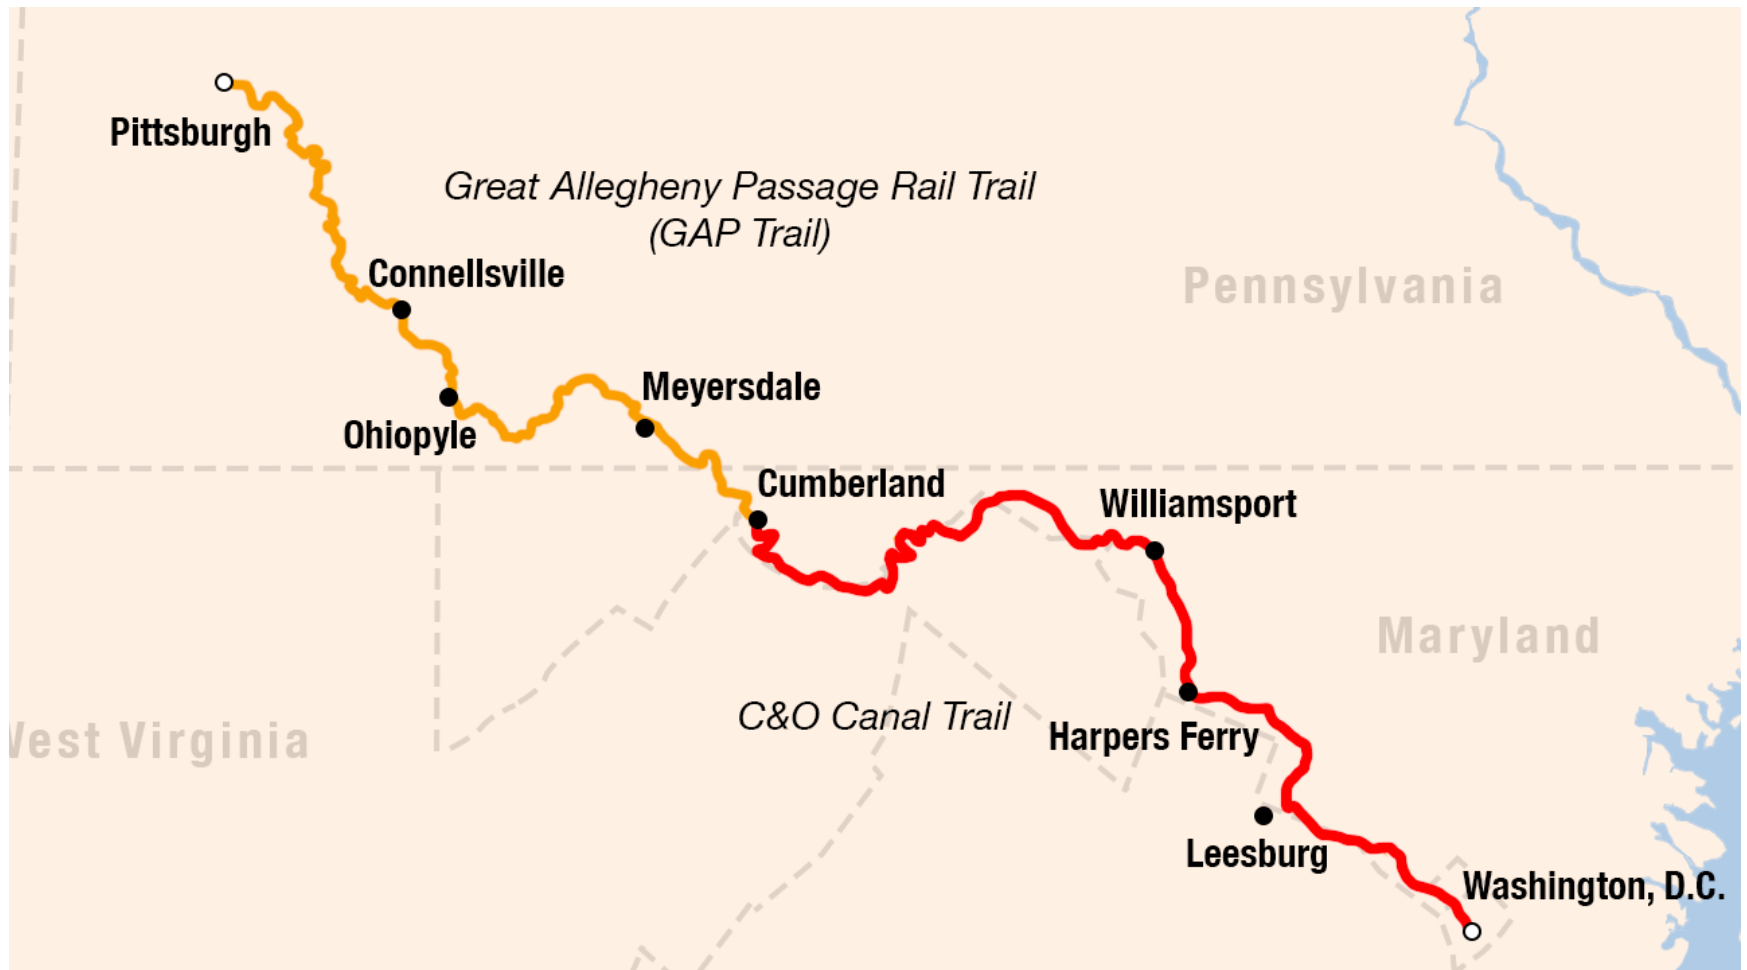 Pittsburgh
Great Allegheny Passage Rail Trail
(GAP Trail)
Connellsville
Pennsylvania
Meyersdale
Ohiopyle
Cumberland
Williamsport
Maryland
C&O Canal Trail
West Virginia
Harpers Ferry
Leesburg
Washington, D.C.